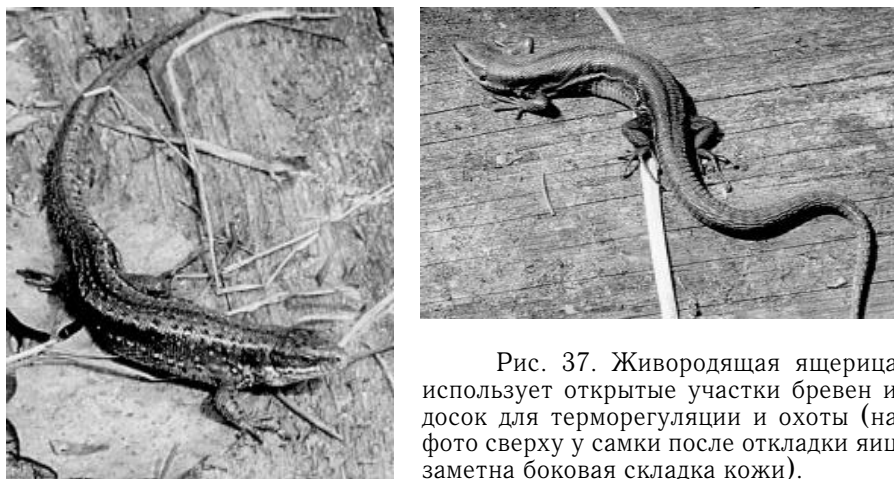 Рис. 37. Живородящая ящерица
использует открытые участки бревен и
досок для терморегуляции и охоты (на
фото сверху у самки после откладки яиц
заметна боковая складка кожи).